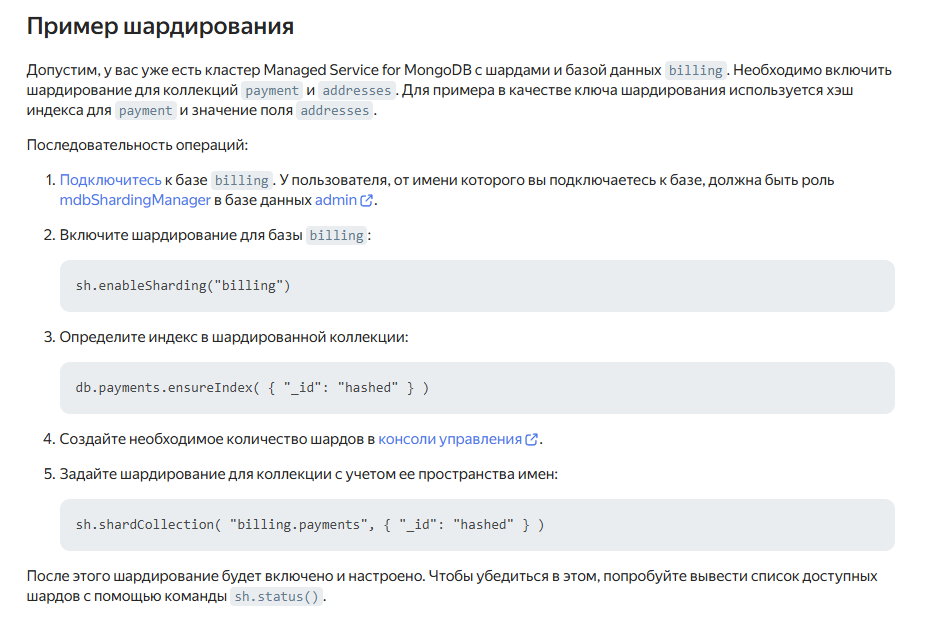 Пример шардирования
Допустим, у вас уже есть кластер Managed Service for MongoDB с шардами и базой данных billing. Необходимо включить
шардирование для коллекций payment и addresses. Для примера в качестве ключа шардирования используется хэш
индекса для payment и значение поля addresses.
Последовательность операций:
1. Подключитесь к базе billing. У пользователя, от имени которого вы подключаетесь к базе, должна быть роль
mdbShardingManager в базе данных admin.
2. Включите шардирование для базы billing:
sh.enableSharding("billing")
3. Определите индекс в шардированной коллекции:
db.payments.ensureIndex( { "_id": "hashed" } )
4. Создайте необходимое количество шардов в консоли управления.
5. Задайте шардирование для коллекции с учетом ее пространства имен:
sh.shardCollection( "billing.payments", { "_id": "hashed" } )
После этого шардирование будет включено и настроено. Чтобы убедиться в этом, попробуйте вывести список доступных
шардов с помощью команды sh.status().